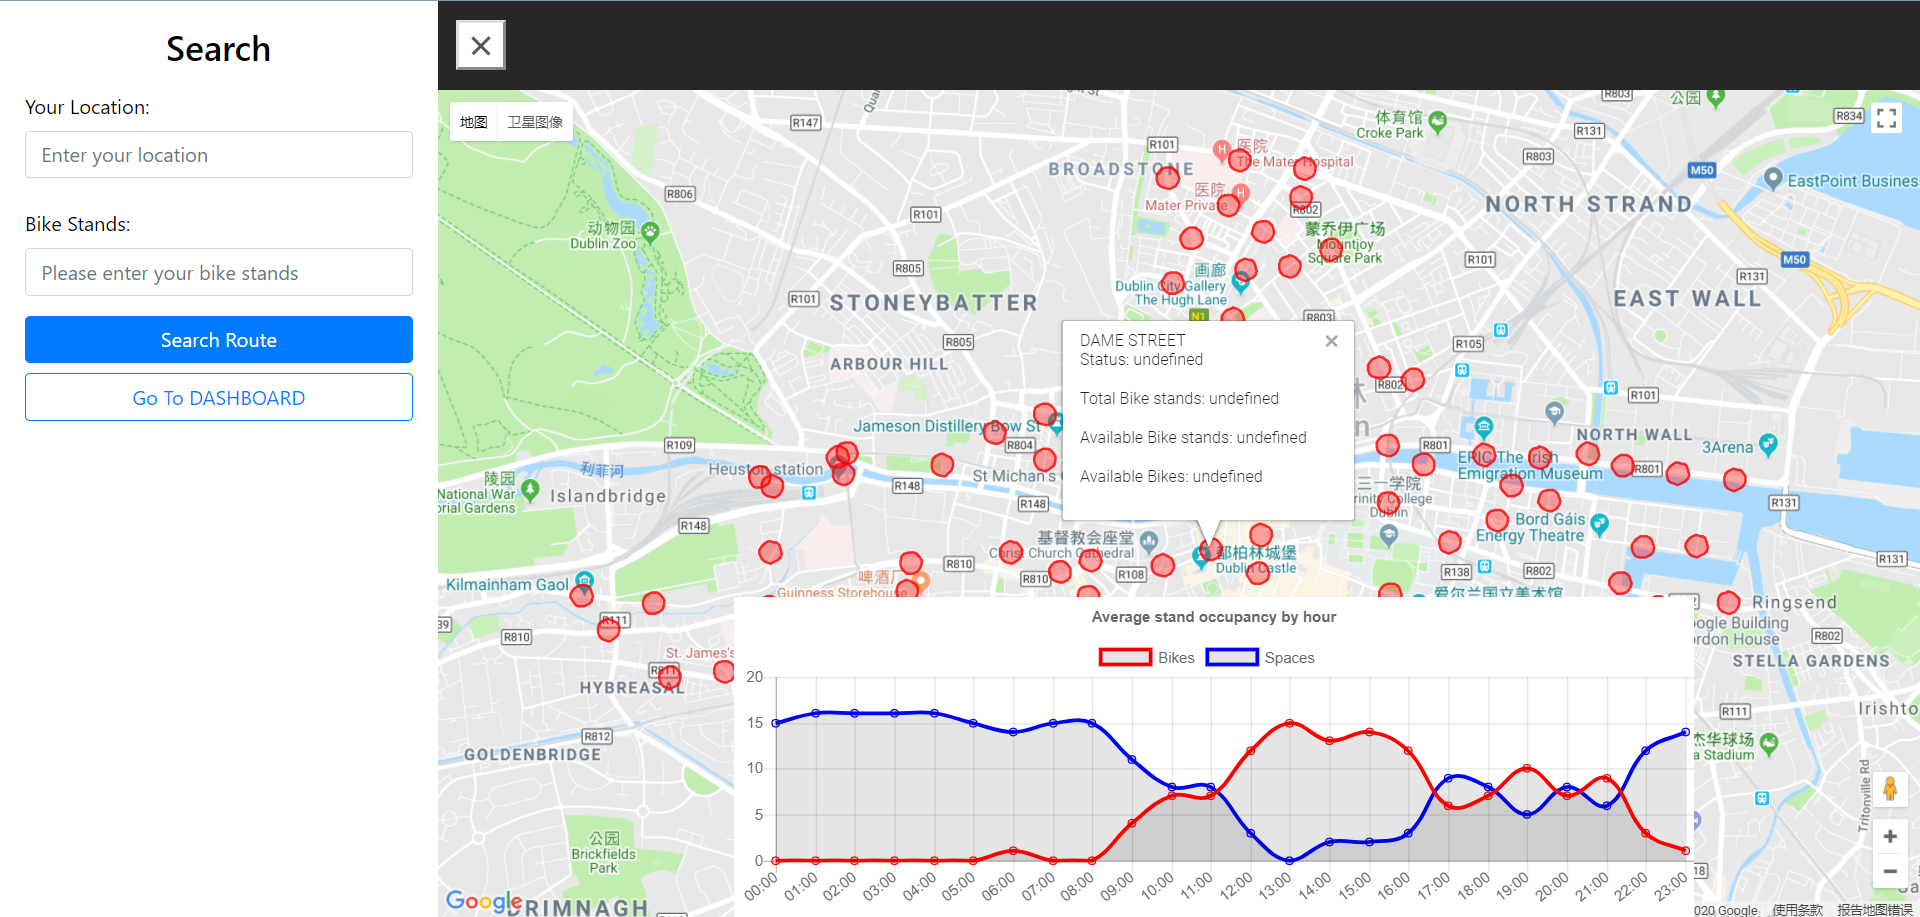 Search
Your Location:
Enter your location
Bike Stands:
Please enter your bike stands
Search Route
Go To DASHBOARD
地图
卫星图像
R147
R101
医院
The Mater Hospital
BROADSTONE
医院
Mater Private
体育馆
Croke Park
R131
R803
公园
R803
R834
M50
EastPoint Business
NORTH STRAND
R806
R101
R802
蒙乔伊广场
Mountjoy
Square Park
动物园
Dublin Zoo
R805
R101
STONEYBATTER
画廊
Dublin City Gallery
The Hugh Lane
N1
R803
R101
M50
R131
EAST WALL
R805
ARBOUR HILL
R105
R802
R101
DAME STREET
Status: undefined
Total Bike stands: undefined
Available Bike stands: undefined
Available Bikes: undefined
Jameson Distillery Bow St
R804
R109
利菲河
Heuston station
St Michan's
R148
R148
R801
NORTH WALL
3Arena
EPIC The Irish
Emigration Museum
R801
陵园
National War
orial Gardens
Islandbridge
R148
三一学院
rinity College
Dublin
R131
Bord Gáis
Energy Theatre
基督教会座堂
Christ Church Cathedral
R810
R810
R108
都柏林城堡
Dublin Castle
R138
R802
R131
Kilmainham Gaol
啤酒厂
Guinness Storehouse
爱尔兰国立美术馆
R111
R810
R39
Ringsend
ogle Building
ordon House
R802
STELLA GARDENS
St. James's
R811
HYBREASAL
R111
Irishto
R812
GOLDENBRIDGE
杰华球场
a Stadium
Tritonville Rd
公园
Brickfields
Park
DRIMNAGH
Google
Average stand occupancy by hour
Bikes
Spaces
20
15
10
5
0
00:00
01:00
02:00
03:00
04:00
05:00
06:00
07:00
08:00
09:00
10:00
11:00
12:00
13:00
14:00
15:00
16:00
17:00
18:00
19:00
20:00
21:00
22:00
23:00
020 Google
使用条款
报告地图错误